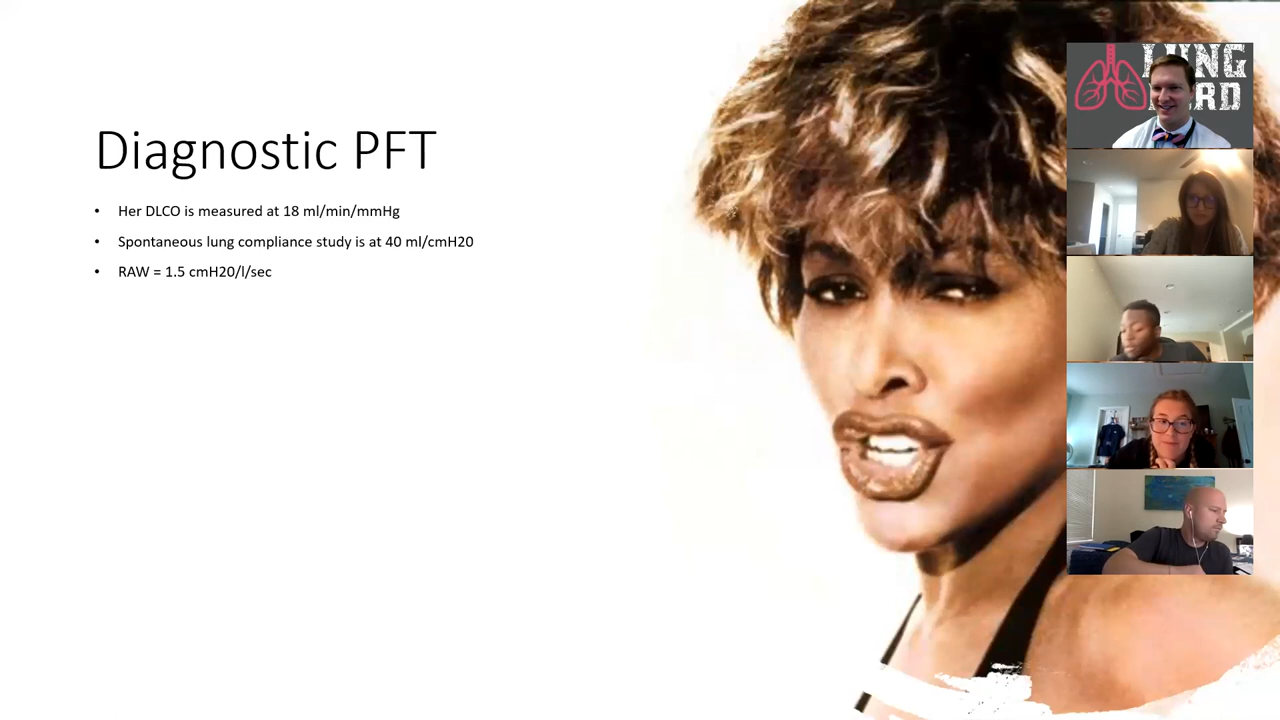 Diagnostic PFT
• Her DLCO is measured at 18 ml/min/mmHg
• Spontaneous lung compliance study is at 40 ml/cmH20
• RAW = 1.5 cmH20/l/sec